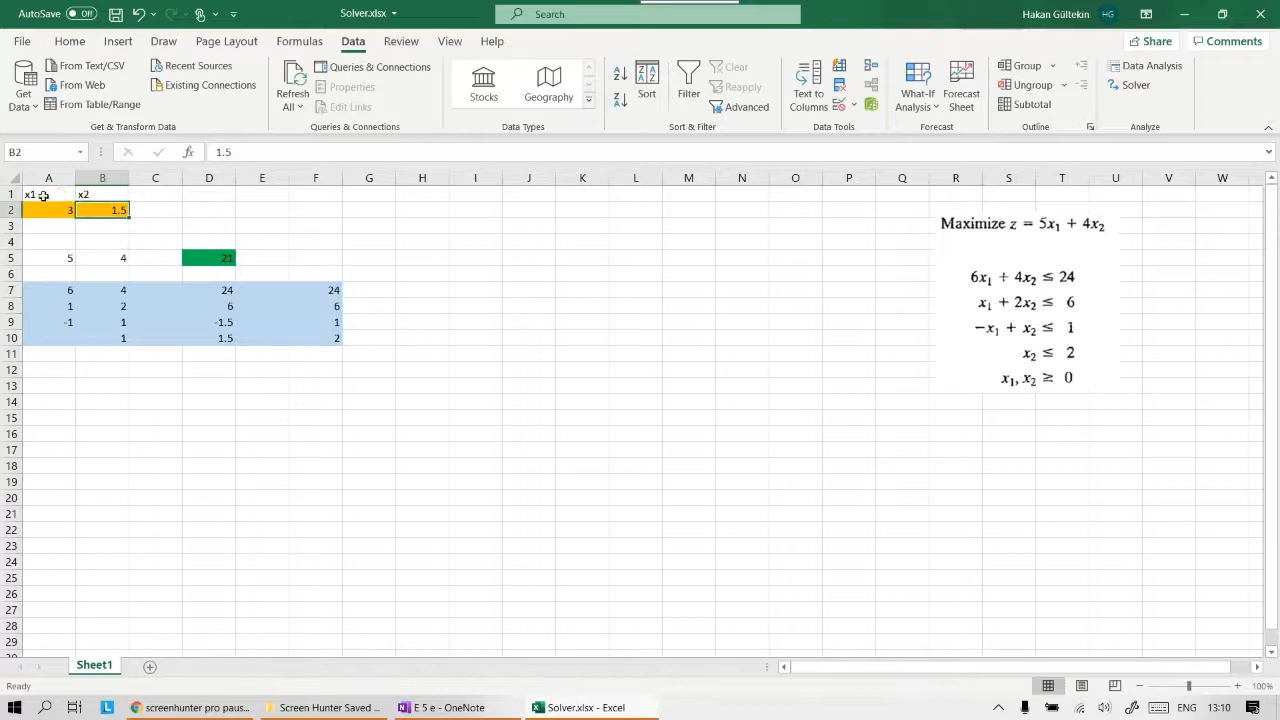 AutoSave Off Solver.xlsx Search Hakan Gültekin HG
File Home Insert Draw Page Layout Formulas Data Review View Help Share Comments
Get Data From Text/CSV From Web From Table/Range Recent Sources Existing Connections
Get & Transform Data
Refresh All Queries & Connections Properties Edit Links
Queries & Connections
Stocks Geography
Data Types
Sort Filter Clear Reapply Advanced
Sort & Filter
Text to Columns
Data Tools
What-If Analysis Forecast Sheet
Forecast
Group Ungroup Subtotal
Outline
Data Analysis Solver
Analyze
B2 fx 1.5
A B C D E F G H I J K L M N O P Q R S T U V W
1 x1 x2
2 3 1.5
3
4
5 5 4 21
6
7 6 4 24 24
8 1 2 6 6
9 -1 1 -1.5 1
10 1 1.5 2
11
12
13
14
15
16
17
18
19
20
21
22
23
24
25
26
27
28
29
Maximize z = 5x₁ + 4x₂
6x₁ + 4x₂ ≤ 24
x₁ + 2x₂ ≤ 6
−x₁ + x₂ ≤ 1
x₂ ≤ 2
x₁, x₂ ≥ 0
Sheet1
Ready 100%
screenhunter pro paus... Screen Hunter Saved ... E 5 e - OneNote Solver.xlsx - Excel ENG 13:10